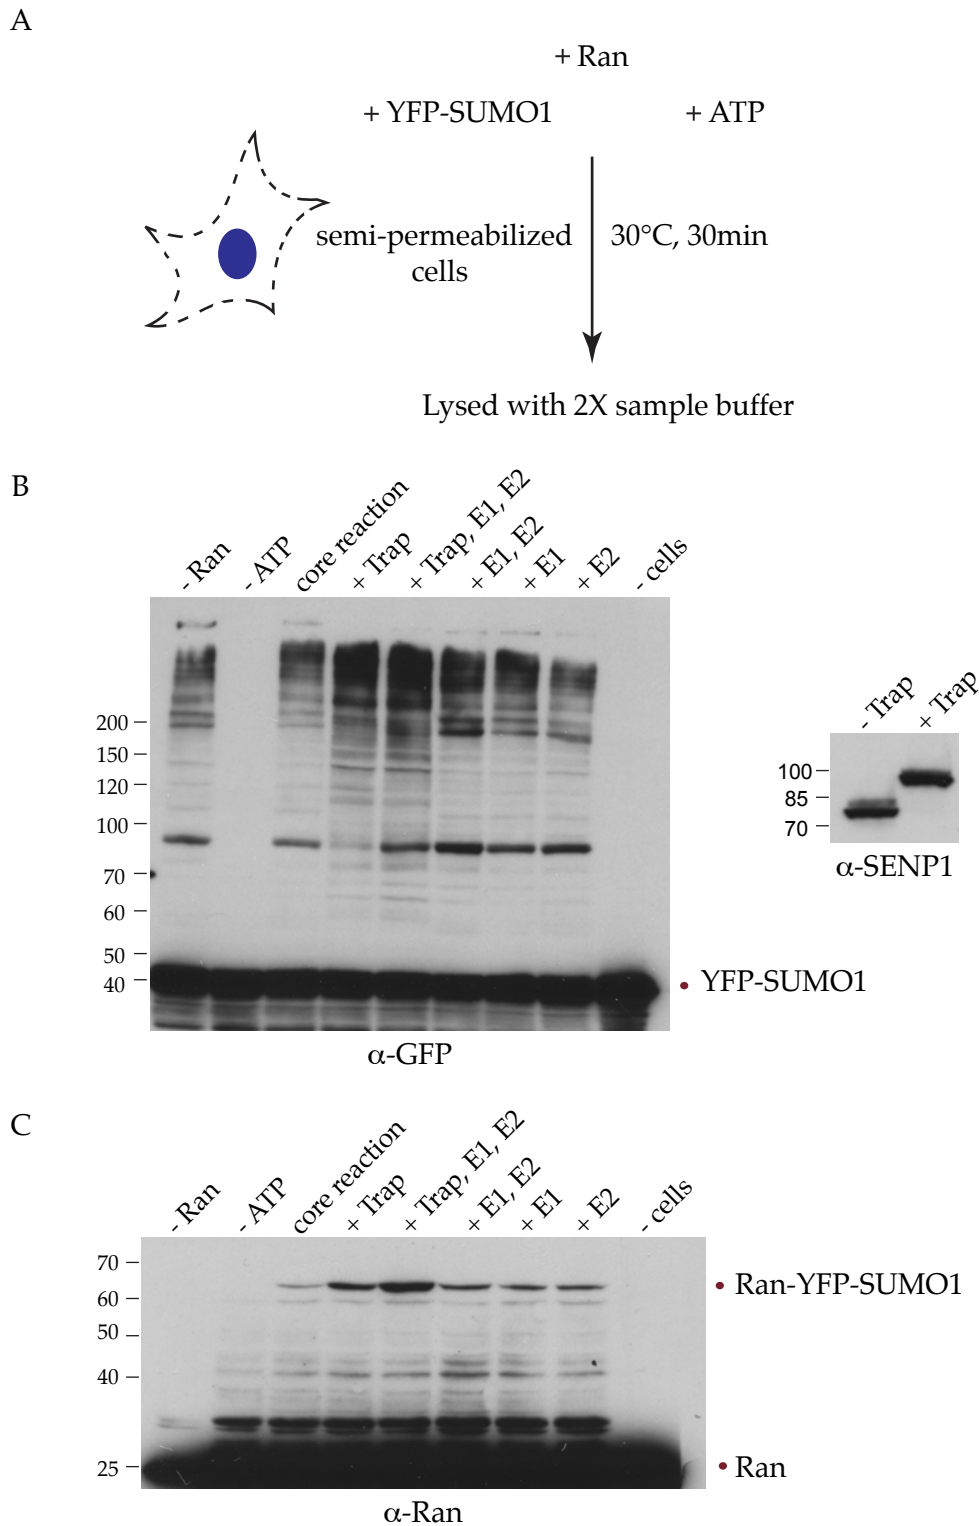 A
+ Ran
+ YFP-SUMO1
+ ATP
semi-permeabilized
cells
30°C, 30min
Lysed with 2X sample buffer
B
- Ran
- ATP
core reaction
+ Trap
+ Trap, E1, E2
+ E1, E2
+ E1
+ E2
- cells
200
150
120
100
70
60
50
40
• YFP-SUMO1
α-GFP
- Trap
+ Trap
100
85
70
α-SENP1
C
- Ran
- ATP
core reaction
+ Trap
+ Trap, E1, E2
+ E1, E2
+ E1
+ E2
- cells
70
60
50
40
25
• Ran-YFP-SUMO1
• Ran
α-Ran